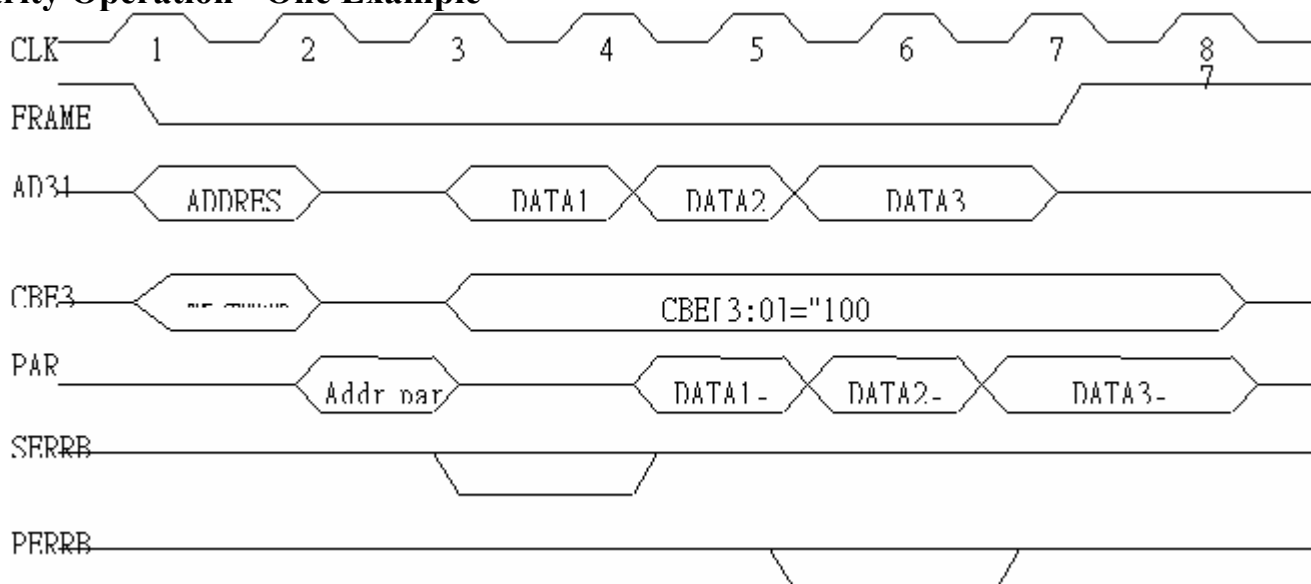 rity Operation - One Example
CLK 1 2 3 4 5 6 7 8
7
FRAME
AD31 ADDRES DATA1 DATA2 DATA3
CBE3 CBE[3:0]="100
PAR Addr par DATA1- DATA2- DATA3-
SERRB
PERRB